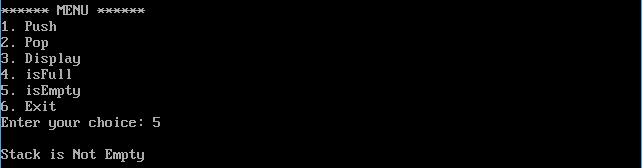 ****** MENU ******
1. Push
2. Pop
3. Display
4. isFull
5. isEmpty
6. Exit
Enter your choice: 5
Stack is Not Empty